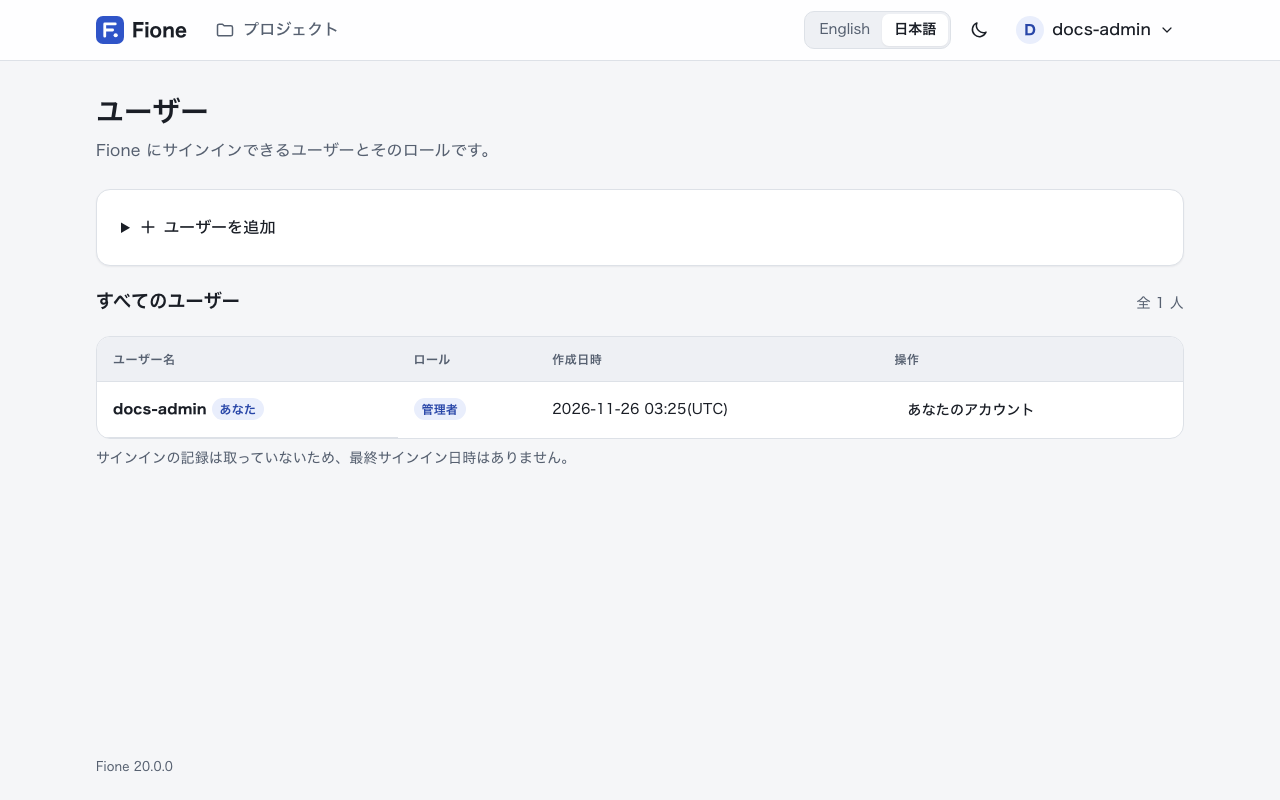 F. Fione プロジェクト English 日本語 D docs-admin
ユーザー
Fione にサインインできるユーザーとそのロールです。
▶ + ユーザーを追加
すべてのユーザー 全 1 人
ユーザー名 ロール 作成日時 操作
docs-admin あなた 管理者 2026-11-26 03:25(UTC) あなたのアカウント
サインインの記録は取っていないため、最終サインイン日時はありません。
Fione 20.0.0